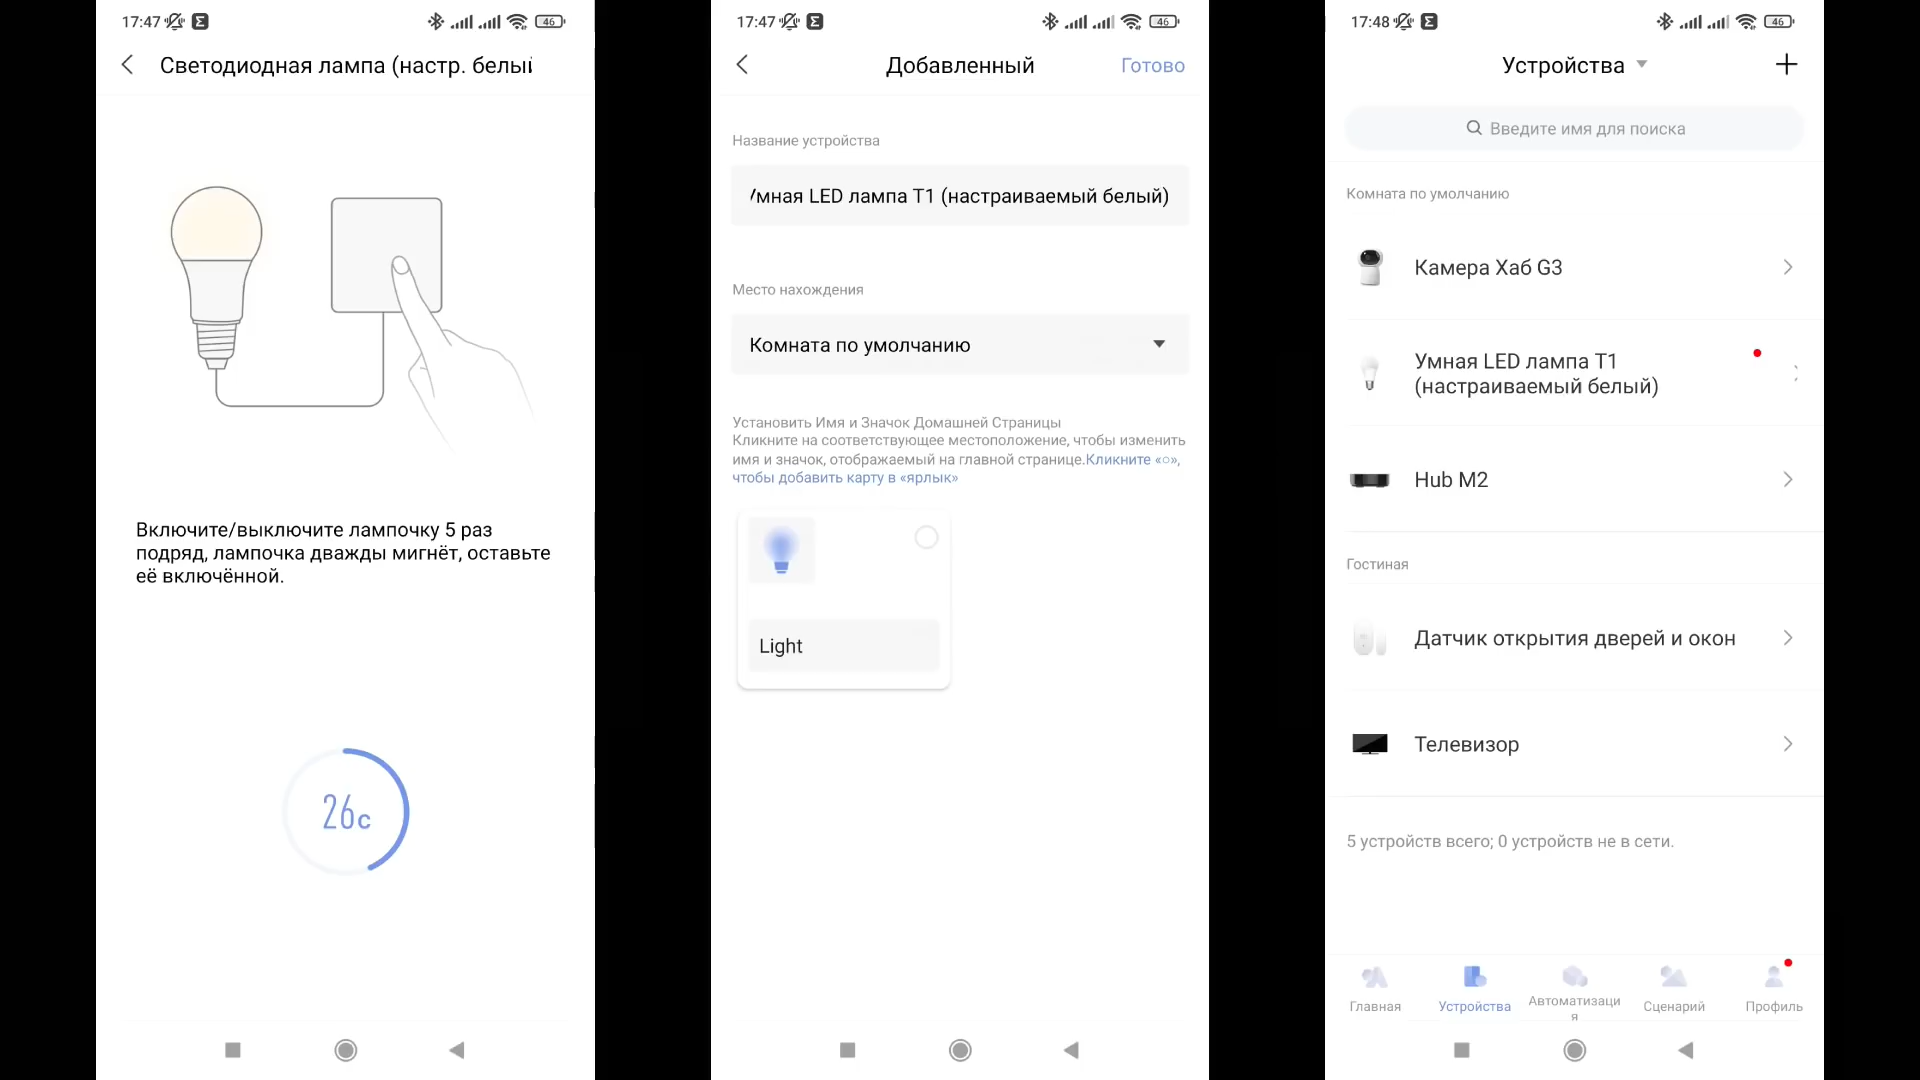 17:47
46
Светодиодная лампа (настр. белый
Включите/выключите лампочку 5 раз
подряд, лампочка дважды мигнёт, оставьте
её включённой.
26с
17:47
46
Добавленный
Готово
Название устройства
Умная LED лампа T1 (настраиваемый белый)
Место нахождения
Комната по умолчанию
Установить Имя и Значок Домашней Страницы
Кликните на соответствующее местоположение, чтобы изменить
имя и значок, отображаемый на главной странице.Кликните «○»,
чтобы добавить карту в «ярлык»
Light
17:48
46
Устройства
Введите имя для поиска
Комната по умолчанию
Камера Хаб G3
Умная LED лампа T1
(настраиваемый белый)
Hub M2
Гостиная
Датчик открытия дверей и окон
Телевизор
5 устройств всего; 0 устройств не в сети.
Главная
Устройства
Автоматизаци
я
Сценарий
Профиль